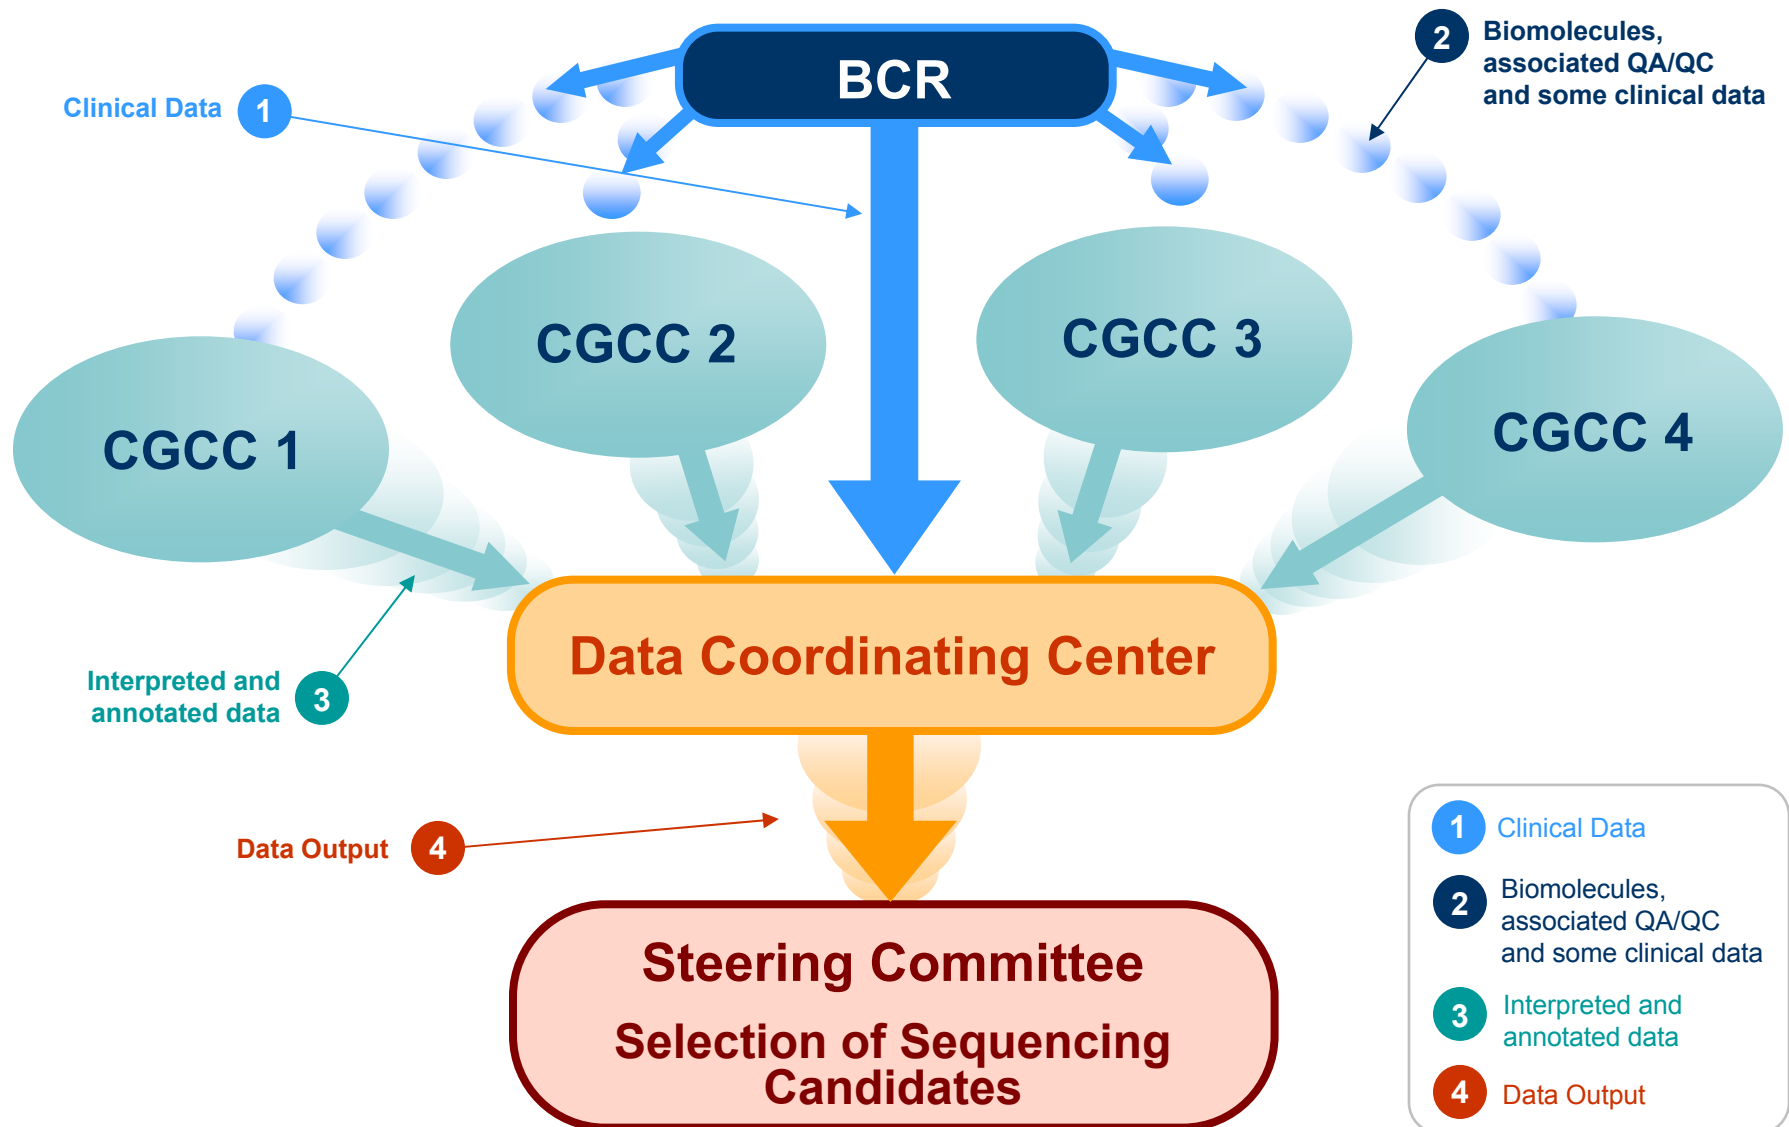 BCR
2
Biomolecules,
associated QA/QC
and some clinical data
Clinical Data
1
CGCC 1
CGCC 2
CGCC 3
CGCC 4
Data Coordinating Center
Interpreted and
annotated data
3
Data Output
4
Steering Committee
Selection of Sequencing
Candidates
1
Clinical Data
2
Biomolecules,
associated QA/QC
and some clinical data
3
Interpreted and
annotated data
4
Data Output